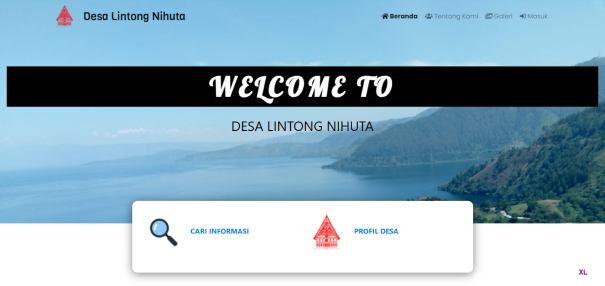 Desa Lintong Nihuta
Beranda Tentang Kami Galeri Masuk
WELCOME TO
DESA LINTONG NIHUTA
CARI INFORMASI PROFIL DESA
XL